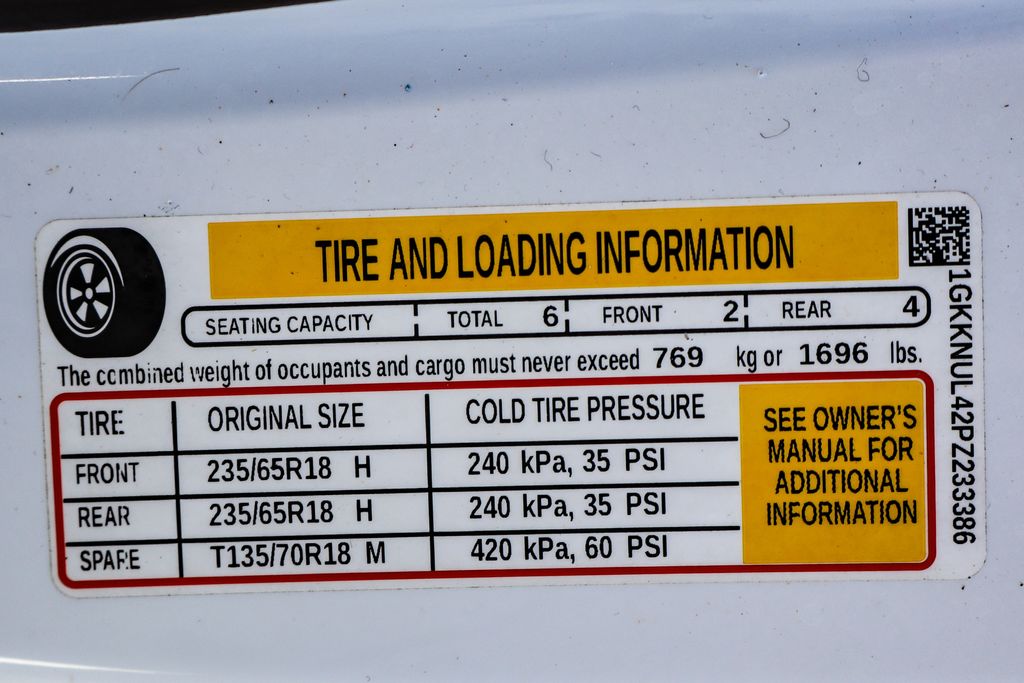 TIRE AND LOADING INFORMATION
SEATING CAPACITY TOTAL 6 FRONT 2 REAR 4
The combined weight of occupants and cargo must never exceed 769 kg or 1696 lbs.
TIRE ORIGINAL SIZE COLD TIRE PRESSURE
FRONT 235/65R18 H 240 kPa, 35 PSI
REAR 235/65R18 H 240 kPa, 35 PSI
SPARE T135/70R18 M 420 kPa, 60 PSI
SEE OWNER'S
MANUAL FOR
ADDITIONAL
INFORMATION
1GKKNUL42PZ233386